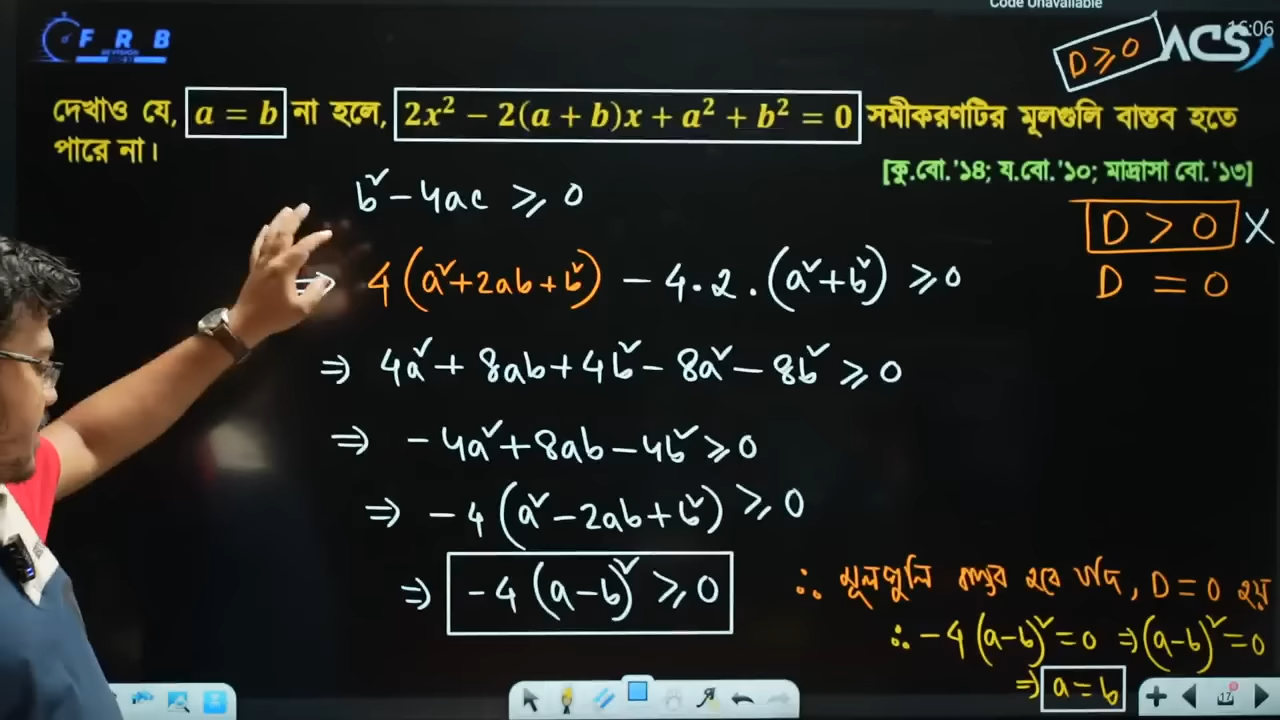 Code Unavailable
16:06
FRB
REVISION
D ≥ 0
ACS
দেখাও যে, a = b না হলে, 2x² − 2(a + b)x + a² + b² = 0 সমীকরণটির মূলগুলি বাস্তব হতে
পারে না।
[কু.বো.'১৪; য.বো.'১০; মাদ্রাসা বো.'১৩]
b² − 4ac ≥ 0
D > 0 X
D = 0
⇒ 4(a² + 2ab + b²) − 4·2·(a² + b²) ≥ 0
⇒ 4a² + 8ab + 4b² − 8a² − 8b² ≥ 0
⇒ −4a² + 8ab − 4b² ≥ 0
⇒ −4(a² − 2ab + b²) ≥ 0
⇒ −4(a − b)² ≥ 0
∴ মূলগুলি বাস্তব হবে যদি, D = 0 হয়
∴ −4(a − b)² = 0 ⇒ (a − b)² = 0
⇒ a = b
17